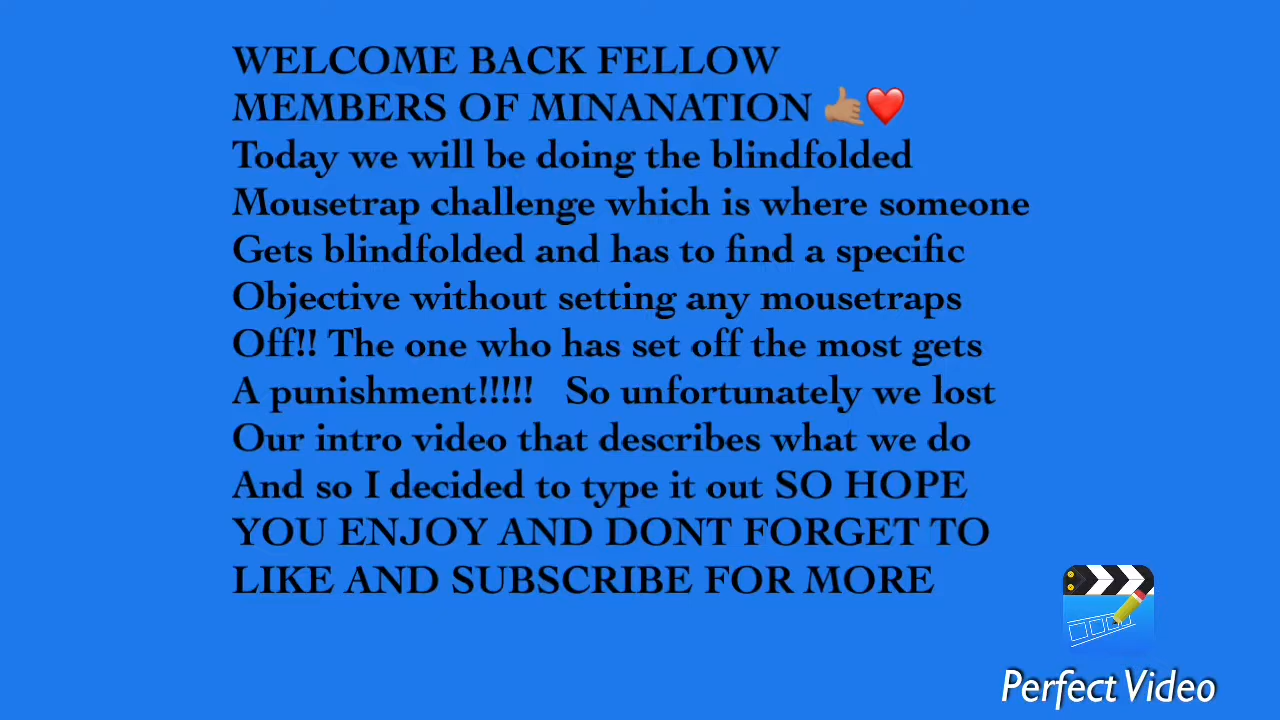 WELCOME BACK FELLOW
MEMBERS OF MINANATION 🤙🏽❤️
Today we will be doing the blindfolded
Mousetrap challenge which is where someone
Gets blindfolded and has to find a specific
Objective without setting any mousetraps
Off!! The one who has set off the most gets
A punishment!!!!!   So unfortunately we lost
Our intro video that describes what we do
And so I decided to type it out SO HOPE
YOU ENJOY AND DONT FORGET TO
LIKE AND SUBSCRIBE FOR MORE
Perfect Video